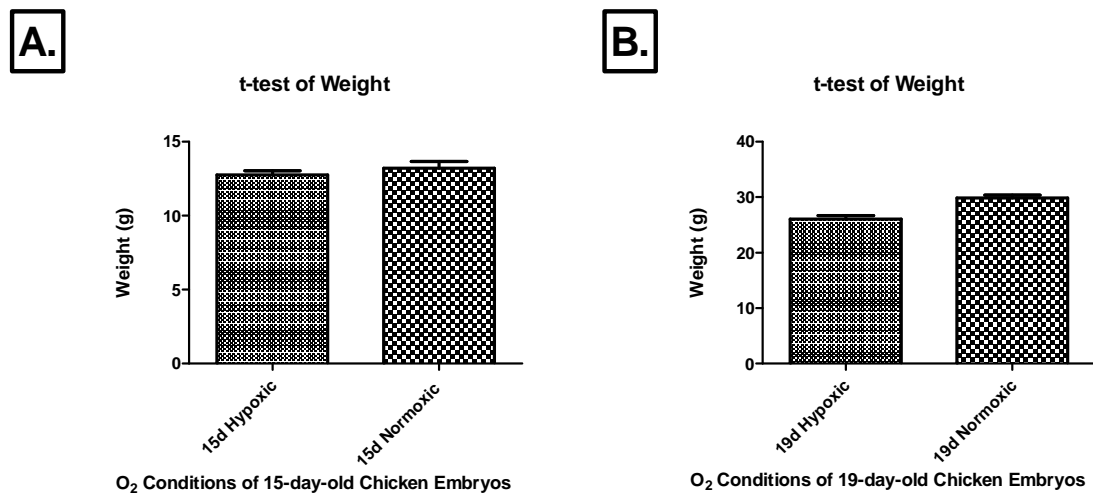 A.
t-test of Weight
Weight (g)
15
10
5
0
15d Hypoxic
15d Normoxic
O₂ Conditions of 15-day-old Chicken Embryos
B.
t-test of Weight
Weight (g)
40
30
20
10
0
19d Hypoxic
19d Normoxic
O₂ Conditions of 19-day-old Chicken Embryos